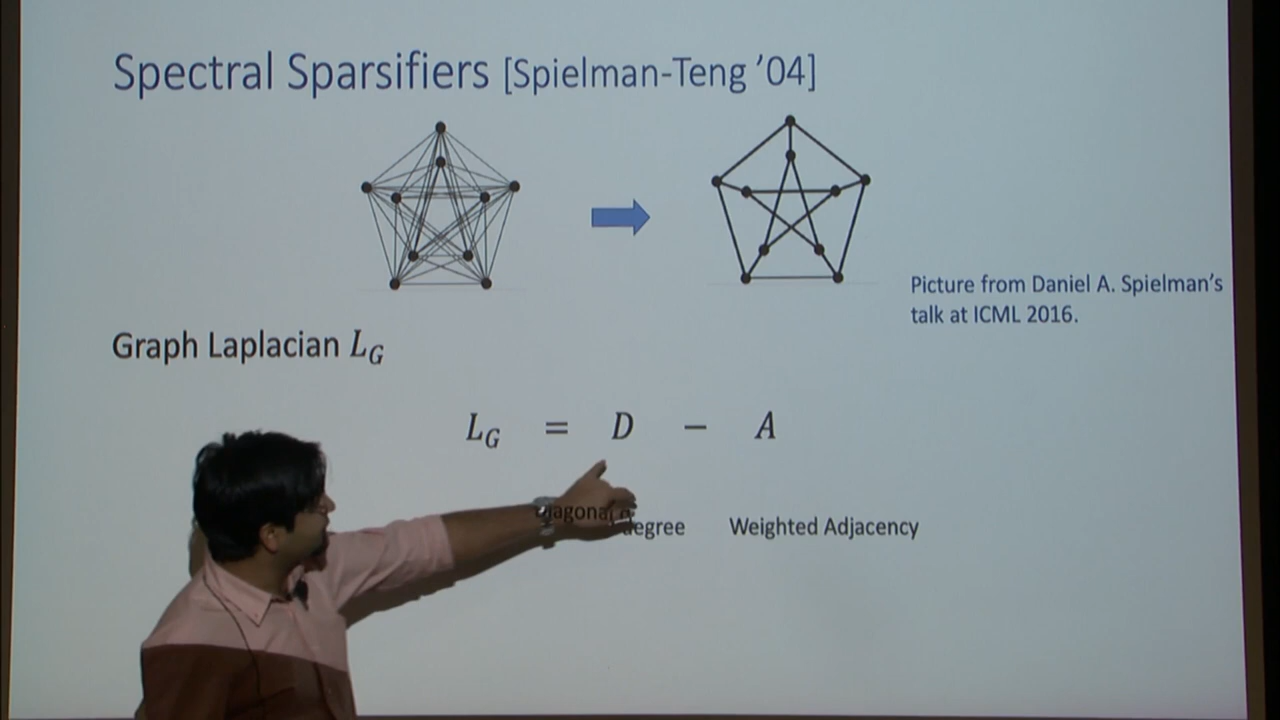 Spectral Sparsifiers [Spielman-Teng ’04]
Picture from Daniel A. Spielman’s
talk at ICML 2016.
Graph Laplacian L_G
L_G = D − A
Diagonal
degree Weighted Adjacency